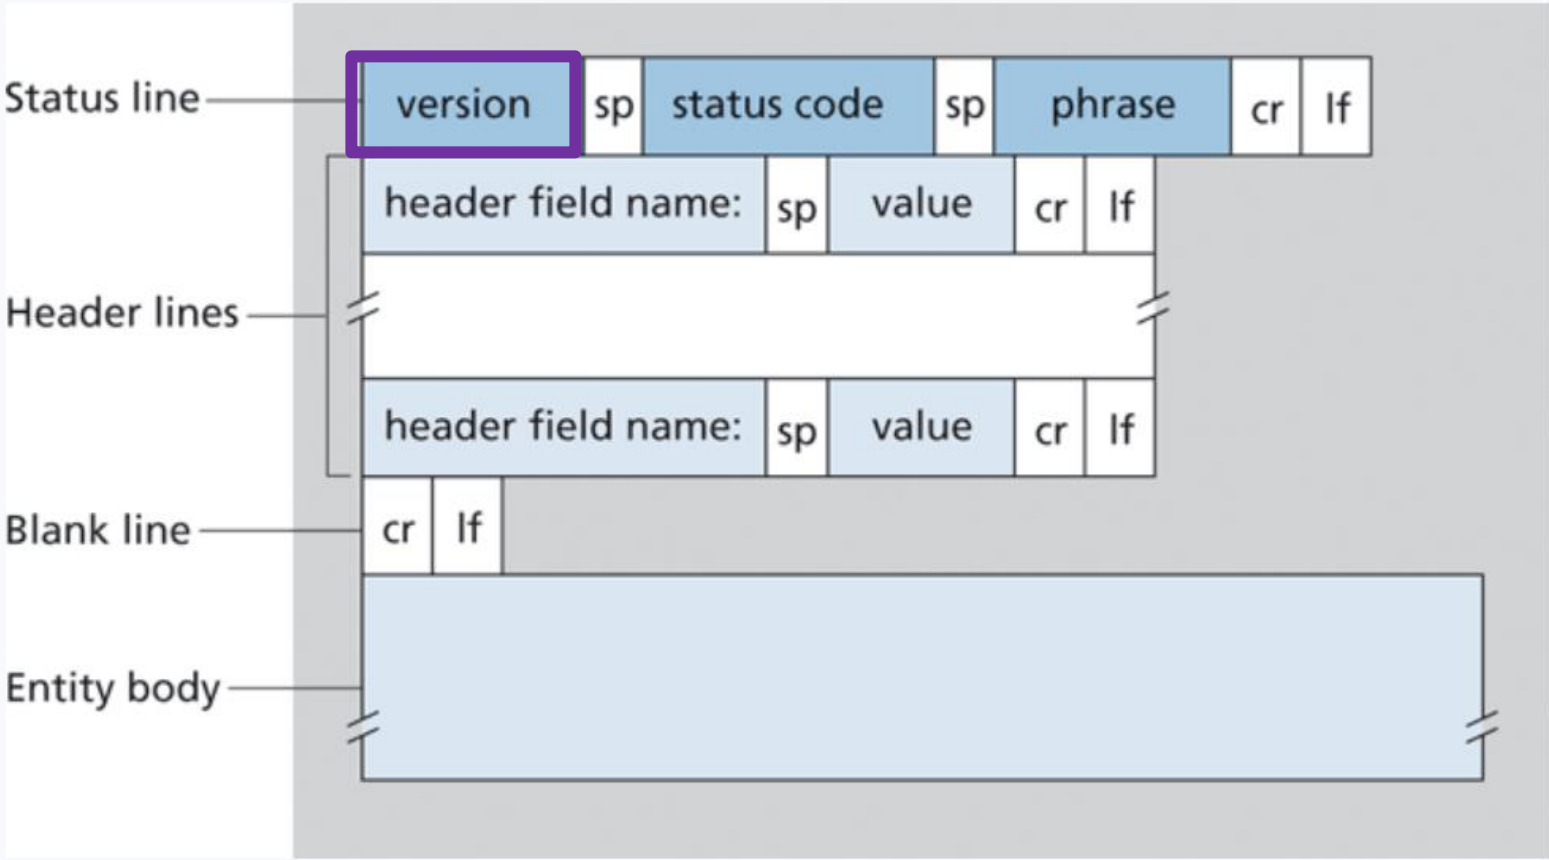 Status line version sp status code sp phrase cr lf
header field name: sp value cr lf
Header lines
header field name: sp value cr lf
Blank line cr lf
Entity body